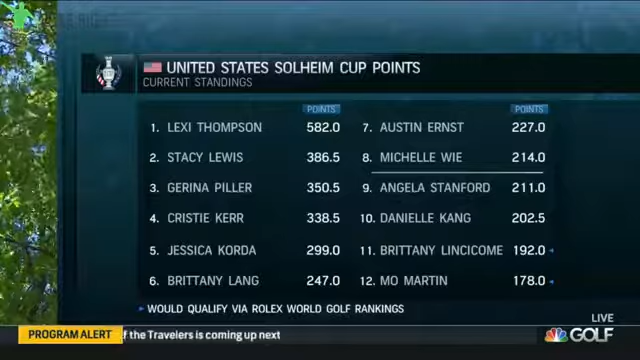 UNITED STATES SOLHEIM CUP POINTS
CURRENT STANDINGS
POINTS
1. LEXI THOMPSON 582.0
2. STACY LEWIS 386.5
3. GERINA PILLER 350.5
4. CRISTIE KERR 338.5
5. JESSICA KORDA 299.0
6. BRITTANY LANG 247.0
POINTS
7. AUSTIN ERNST 227.0
8. MICHELLE WIE 214.0
9. ANGELA STANFORD 211.0
10. DANIELLE KANG 202.5
11. BRITTANY LINCICOME 192.0
12. MO MARTIN 178.0
WOULD QUALIFY VIA ROLEX WORLD GOLF RANKINGS
LIVE
PROGRAM ALERT
f the Travelers is coming up next
GOLF